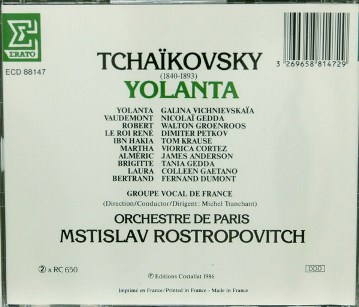 ERATO
ECD 88147
TCHAÏKOVSKY
(1840-1893)
YOLANTA
3 269658 814729
YOLANTA GALINA VICHNIEVSKAÏA
VAUDEMONT NICOLAÏ GEDDA
ROBERT WALTON GROENROOS
LE ROI RENÉ DIMITER PETKOV
IBN HAKIA TOM KRAUSE
MARTHA VIORICA CORTEZ
ALMÉRIC JAMES ANDERSON
BRIGITTE TANIA GEDDA
LAURA COLLEEN GAETANO
BERTRAND FERNAND DUMONT
GROUPE VOCAL DE FRANCE
(Direction/Conductor/Dirigent : Michel Tranchant)
ORCHESTRE DE PARIS
MSTISLAV ROSTROPOVITCH
② x RC 650
℗ Editions Costallat 1986
DDD
Imprimé en France/Printed in France - Made in France